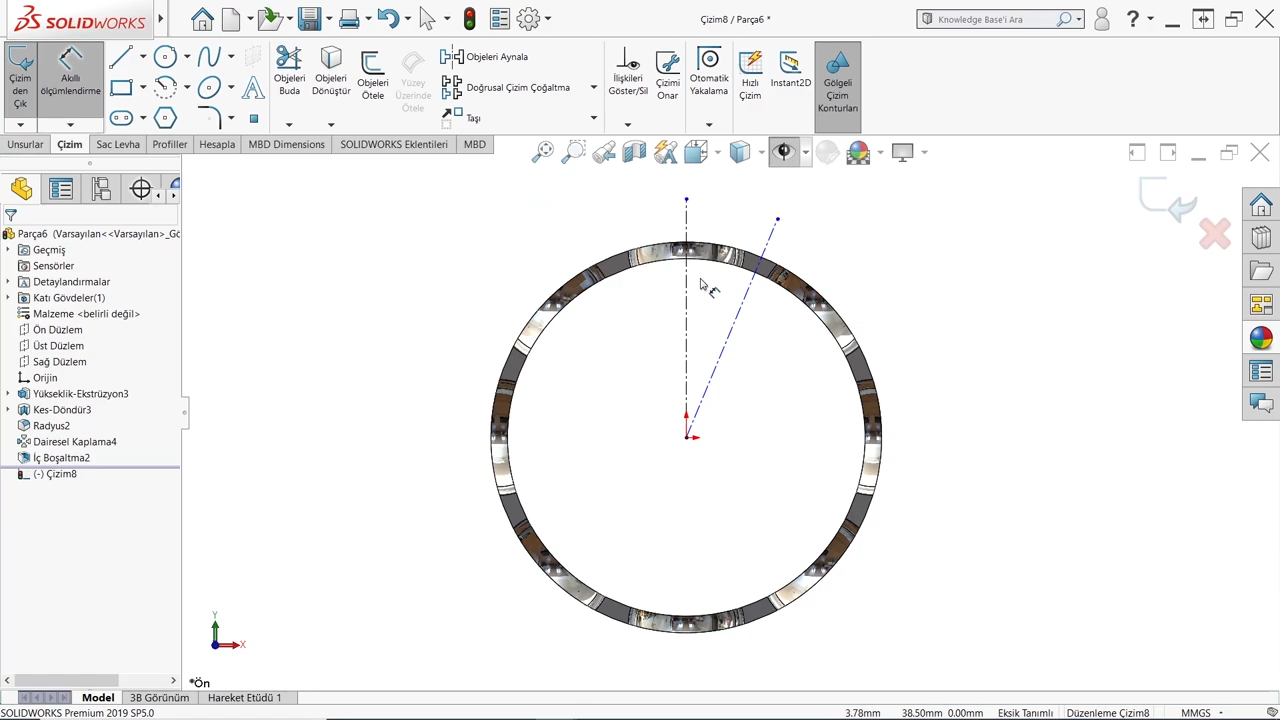 SOLIDWORKS
Çizim8 / Parça6 *
Knowledge Base'i Ara
?
Çizim
den
Çık
Akıllı
ölçümlendirme
Objeleri
Buda
Objeleri
Dönüştür
Objeleri
Ötele
Yüzey
Üzerinde
Ötele
Objeleri Aynala
Doğrusal Çizim Çoğaltma
Taşı
İlişkileri
Göster/Sil
Çizimi
Onar
Otomatik
Yakalama
Hızlı
Çizim
Instant2D
Gölgeli
Çizim
Konturları
Unsurlar
Çizim
Sac Levha
Profiller
Hesapla
MBD Dimensions
SOLIDWORKS Eklentileri
MBD
Parça6 (Varsayılan<<Varsayılan>_Gö
Geçmiş
Sensörler
Detaylandırmalar
Katı Gövdeler(1)
Malzeme <belirli değil>
Ön Düzlem
Üst Düzlem
Sağ Düzlem
Orijin
Yükseklik-Ekstrüzyon3
Kes-Döndür3
Radyus2
Dairesel Kaplama4
İç Boşaltma2
(-) Çizim8
Y
X
*Ön
Model
3B Görünüm
Hareket Etüdü 1
SOLIDWORKS Premium 2019 SP5.0
3.78mm
38.50mm
0.00mm
Eksik Tanımlı
Düzenleme Çizim8
MMGS